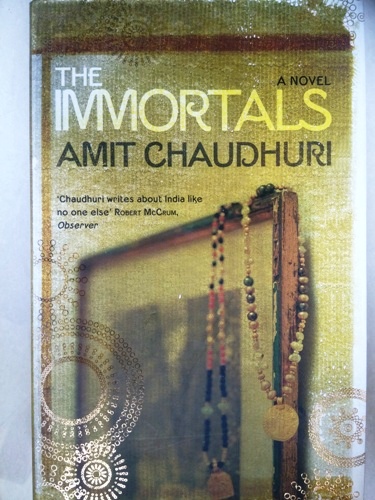 THE
A NOVEL
IMMORTALS
AMIT CHAUDHURI
'Chaudhuri writes about India like
no one else' ROBERT MCCRUM,
Observer